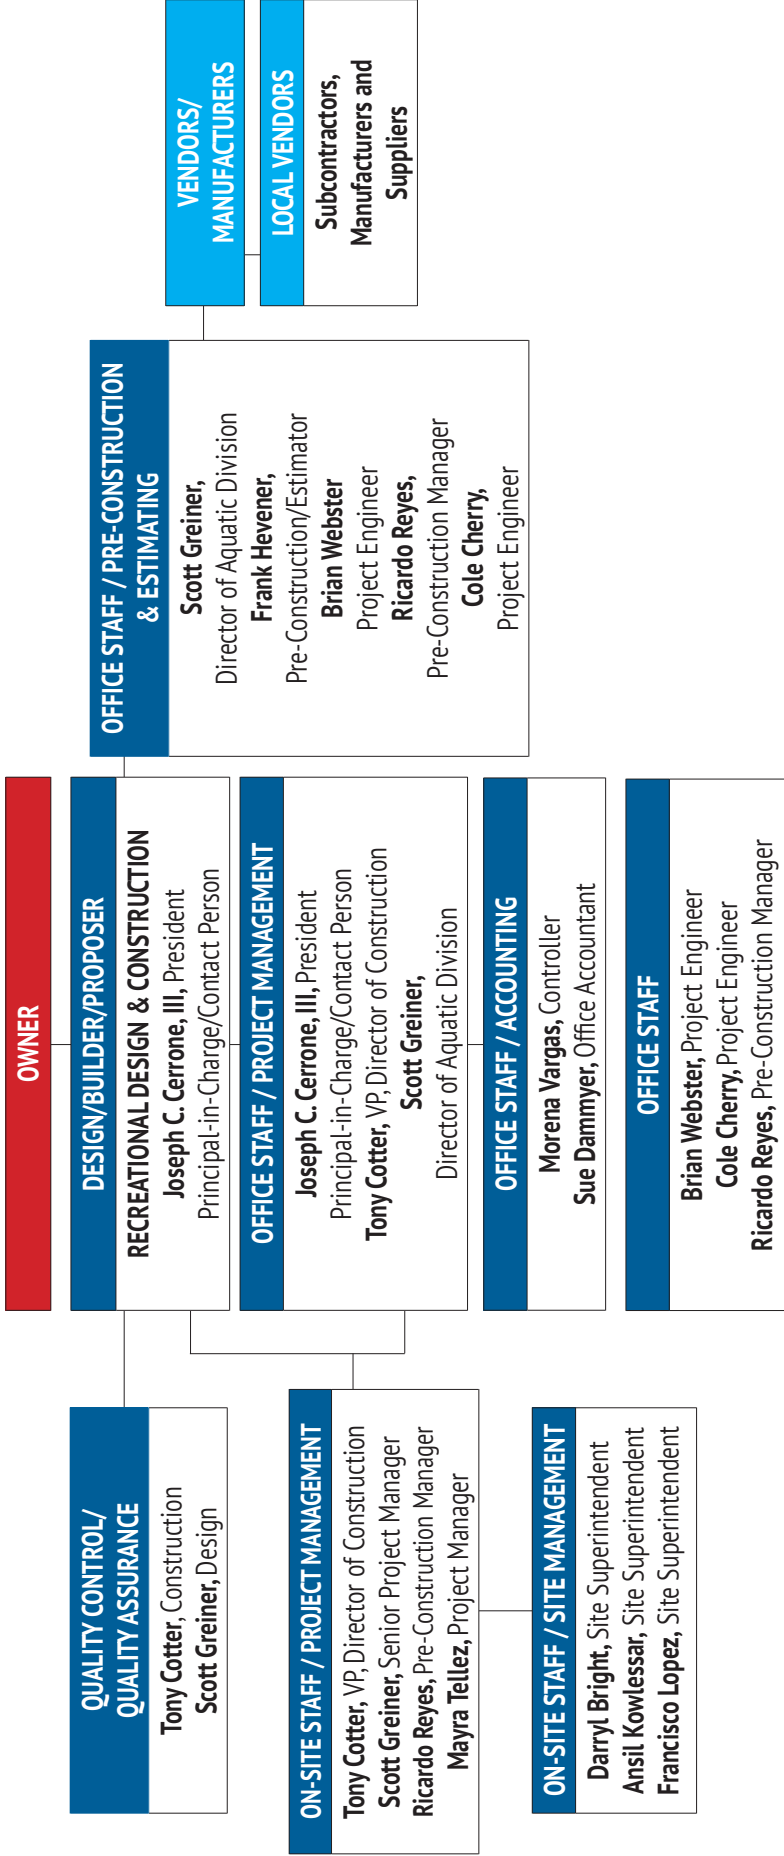 OWNER
DESIGN/BUILDER/PROPOSER
RECREATIONAL DESIGN & CONSTRUCTION
Joseph C. Cerrone, III, President
Principal-in-Charge/Contact Person
QUALITY CONTROL/
QUALITY ASSURANCE
Tony Cotter, Construction
Scott Greiner, Design
OFFICE STAFF / PRE-CONSTRUCTION
& ESTIMATING
Scott Greiner,
Director of Aquatic Division
Frank Hevener,
Pre-Construction/Estimator
Brian Webster
Project Engineer
Ricardo Reyes,
Pre-Construction Manager
Cole Cherry,
Project Engineer
VENDORS/
MANUFACTURERS
LOCAL VENDORS
Subcontractors,
Manufacturers and
Suppliers
OFFICE STAFF / PROJECT MANAGEMENT
Joseph C. Cerrone, III, President
Principal-in-Charge/Contact Person
Tony Cotter, VP, Director of Construction
Scott Greiner,
Director of Aquatic Division
ON-SITE STAFF / PROJECT MANAGEMENT
Tony Cotter, VP, Director of Construction
Scott Greiner, Senior Project Manager
Ricardo Reyes, Pre-Construction Manager
Mayra Tellez, Project Manager
OFFICE STAFF / ACCOUNTING
Morena Vargas, Controller
Sue Dammyer, Office Accountant
ON-SITE STAFF / SITE MANAGEMENT
Darryl Bright, Site Superintendent
Ansil Kowlessar, Site Superintendent
Francisco Lopez, Site Superintendent
OFFICE STAFF
Brian Webster, Project Engineer
Cole Cherry, Project Engineer
Ricardo Reyes, Pre-Construction Manager